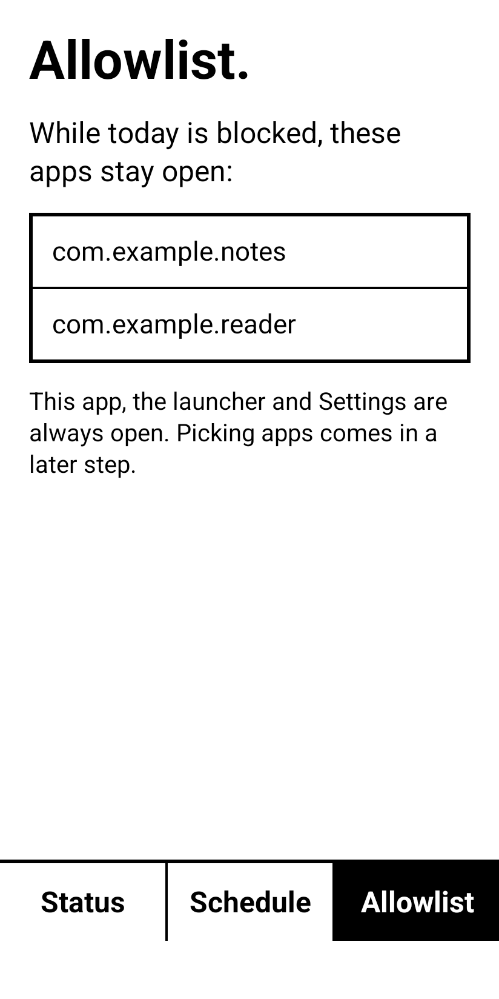 Allowlist.
While today is blocked, these
apps stay open:
com.example.notes
com.example.reader
This app, the launcher and Settings are
always open. Picking apps comes in a
later step.
Status
Schedule
Allowlist